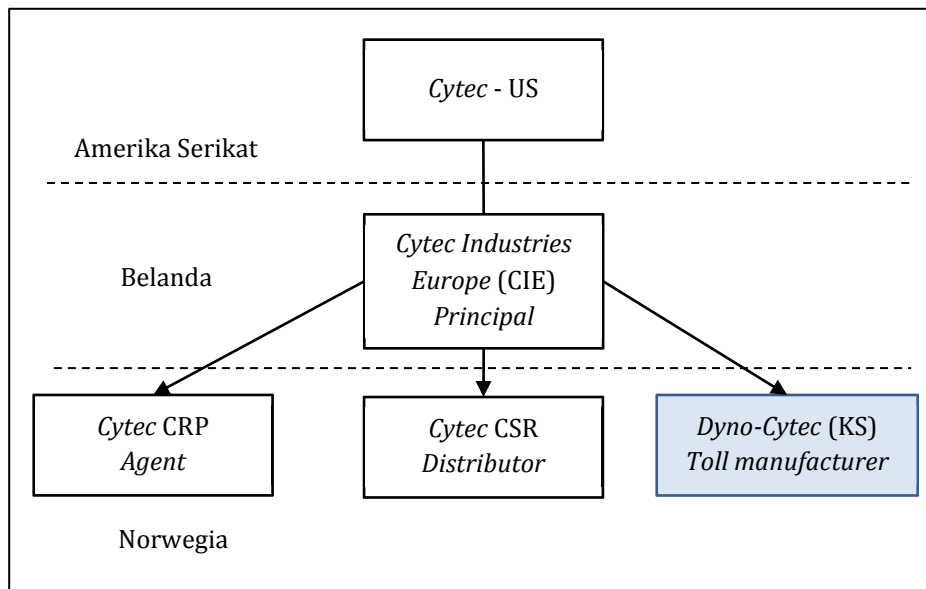 Cytec - US
Amerika Serikat
Cytec Industries
Europe (CIE)
Principal
Belanda
Cytec CRP
Agent
Cytec CSR
Distributor
Dyno-Cytec (KS)
Toll manufacturer
Norwegia